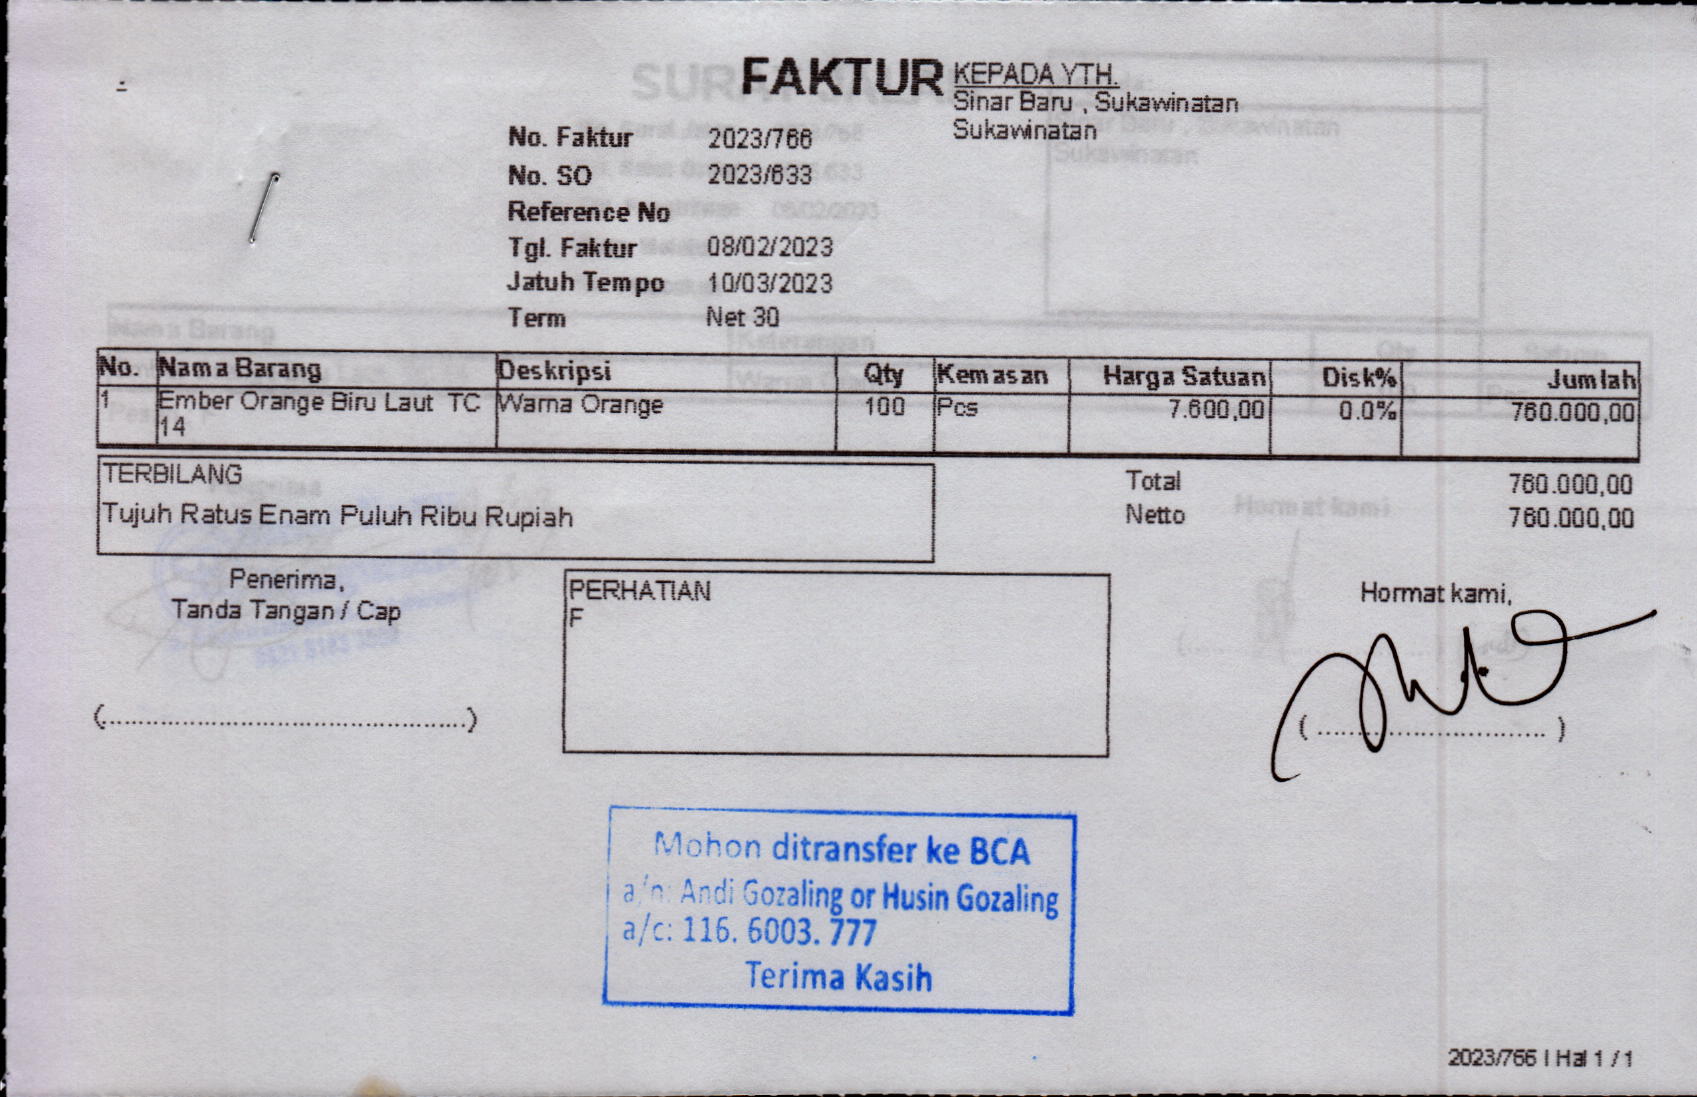 FAKTUR
KEPADA YTH.
Sinar Baru , Sukawinatan
Sukawinatan
No. Faktur 2023/766
No. SO 2023/633
Reference No
Tgl. Faktur 08/02/2023
Jatuh Tempo 10/03/2023
Term Net 30
No. Nama Barang Deskripsi Qty Kemasan Harga Satuan Disk% Jumlah
1 Ember Orange Biru Laut TC Warna Orange 100 Pcs 7.600,00 0.0% 760.000,00
14
TERBILANG
Tujuh Ratus Enam Puluh Ribu Rupiah
Total 760.000,00
Netto 760.000,00
Penerima,
Tanda Tangan / Cap
(.............................................)
PERHATIAN
F
Hormat kami,
( ............................. )
Mohon ditransfer ke BCA
a/n: Andi Gozaling or Husin Gozaling
a/c: 116. 6003. 777
Terima Kasih
2023/766 | Hal 1 / 1